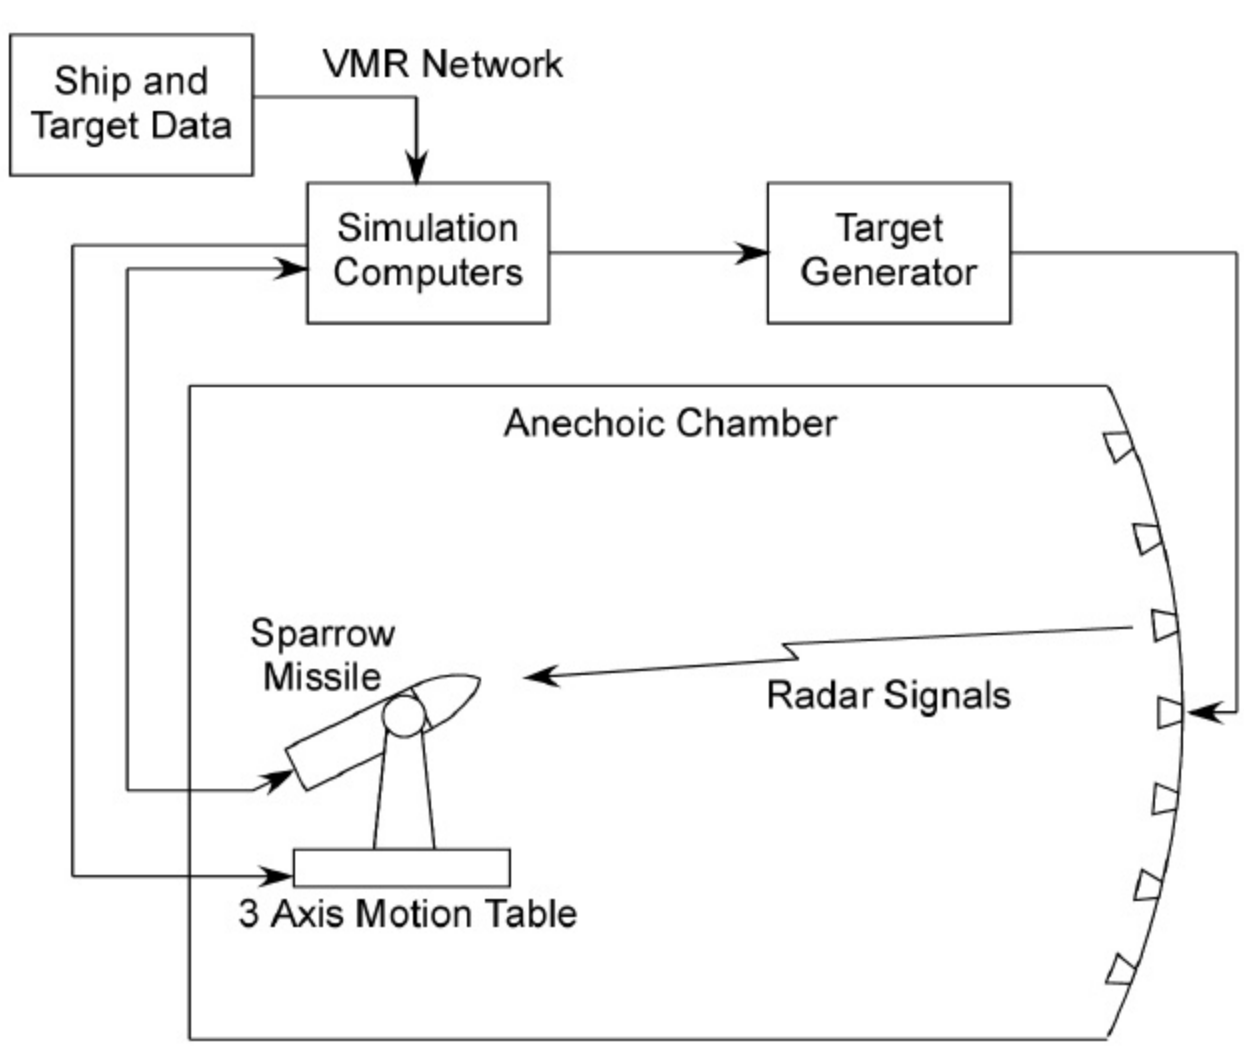 Ship and
Target Data
VMR Network
Simulation
Computers
Target
Generator
Anechoic Chamber
Sparrow
Missile
Radar Signals
3 Axis Motion Table